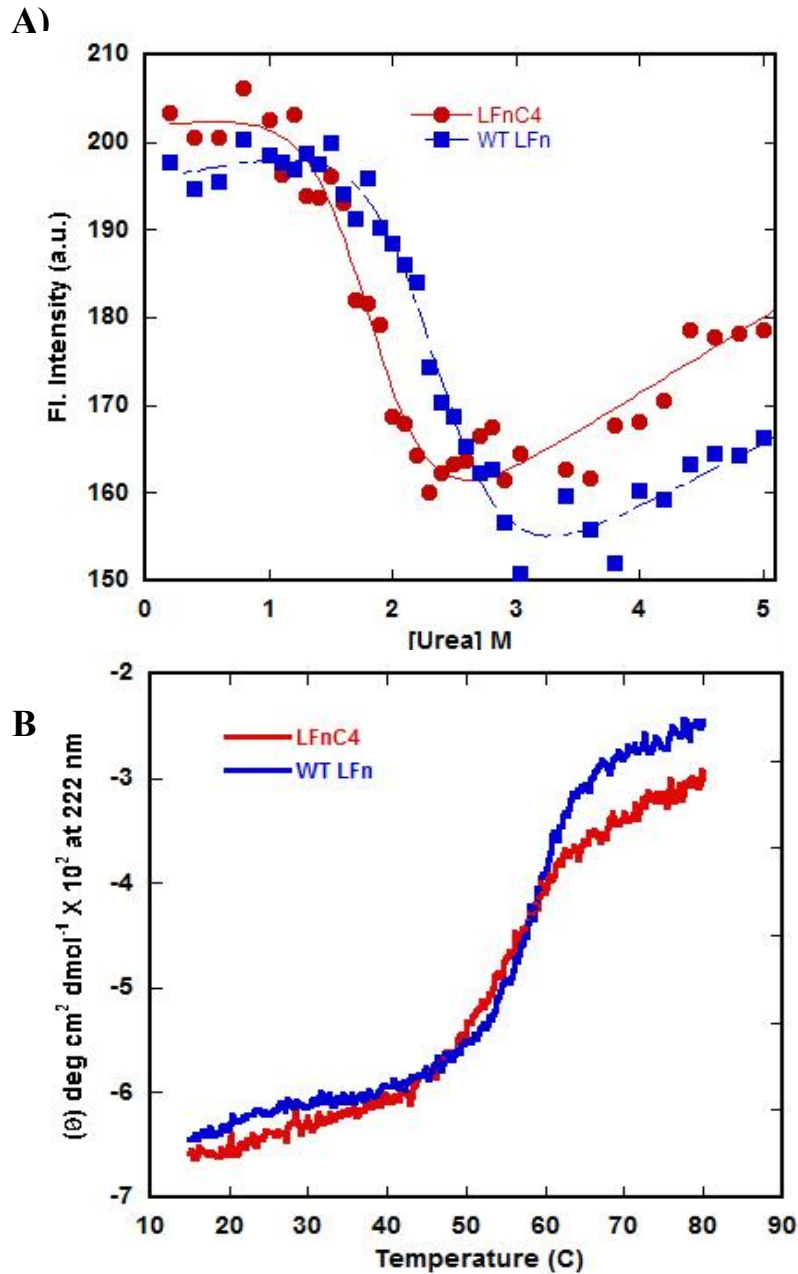 A)
210
200
190
180
170
160
150
Fl. Intensity (a.u.)
LFnC4
WT LFn
0 1 2 3 4 5
[Urea] M
B
-2
-3
-4
-5
-6
-7
(θ) deg cm² dmol⁻¹ X 10² at 222 nm
LFnC4
WT LFn
10 20 30 40 50 60 70 80 90
Temperature (C)